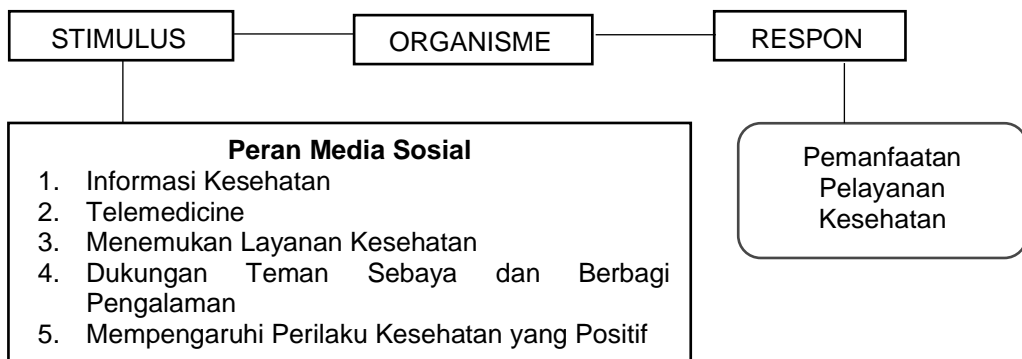 STIMULUS
ORGANISME
RESPON
Peran Media Sosial
1. Informasi Kesehatan
2. Telemedicine
3. Menemukan Layanan Kesehatan
4. Dukungan Teman Sebaya dan Berbagi
Pengalaman
5. Mempengaruhi Perilaku Kesehatan yang Positif
Pemanfaatan
Pelayanan
Kesehatan